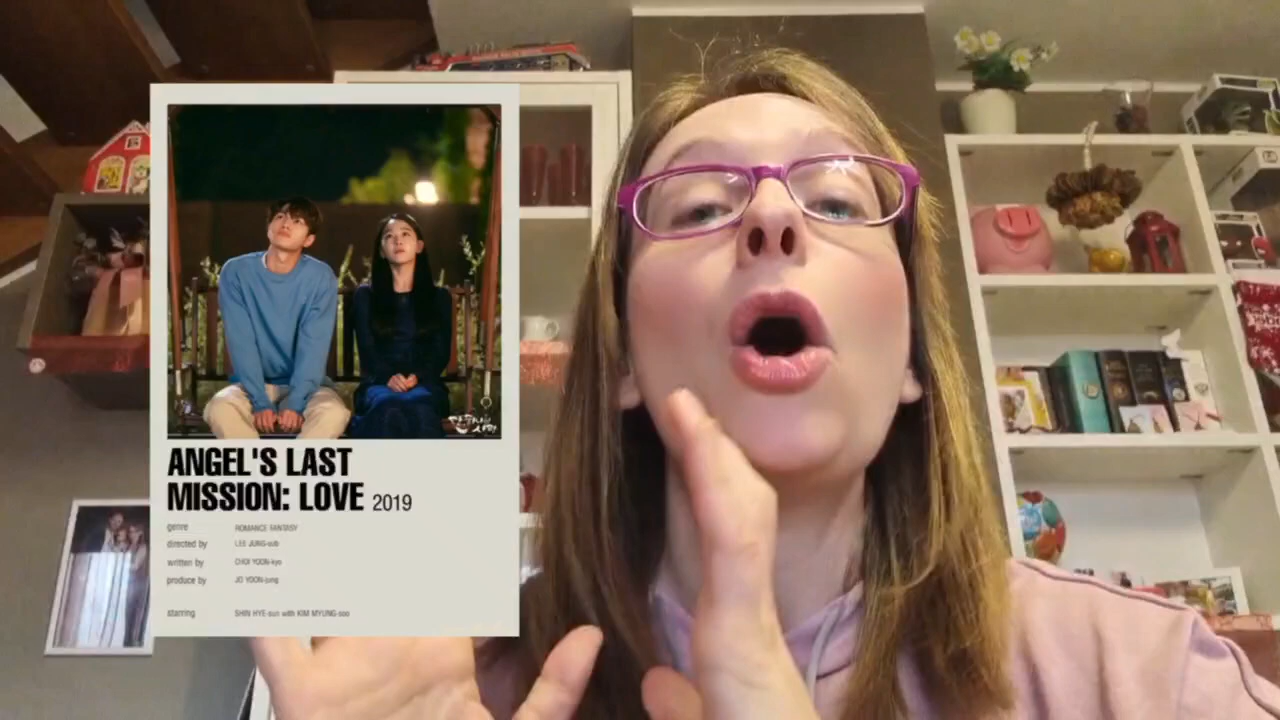 ANGEL'S LAST
MISSION: LOVE 2019
genre ROMANCE FANTASY
directed by LEE JUNG-sub
written by CHOI YOON-kyo
produce by JO YOON-jung
starring SHIN HYE-sun with KIM MYUNG-soo